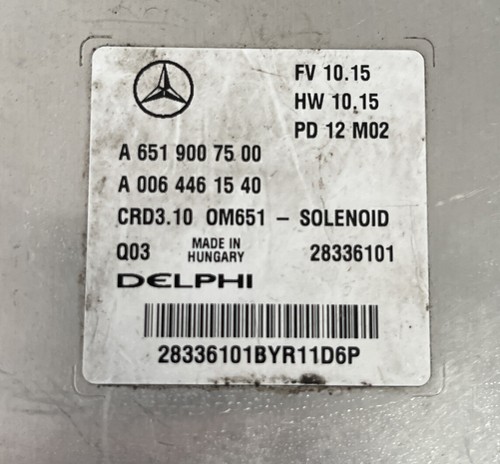 FV 10.15
HW 10.15
PD 12 M02
A 651 900 75 00
A 006 446 15 40
CRD3.10 OM651 - SOLENOID
Q03 MADE IN HUNGARY 28336101
DELPHI
28336101BYR11D6P